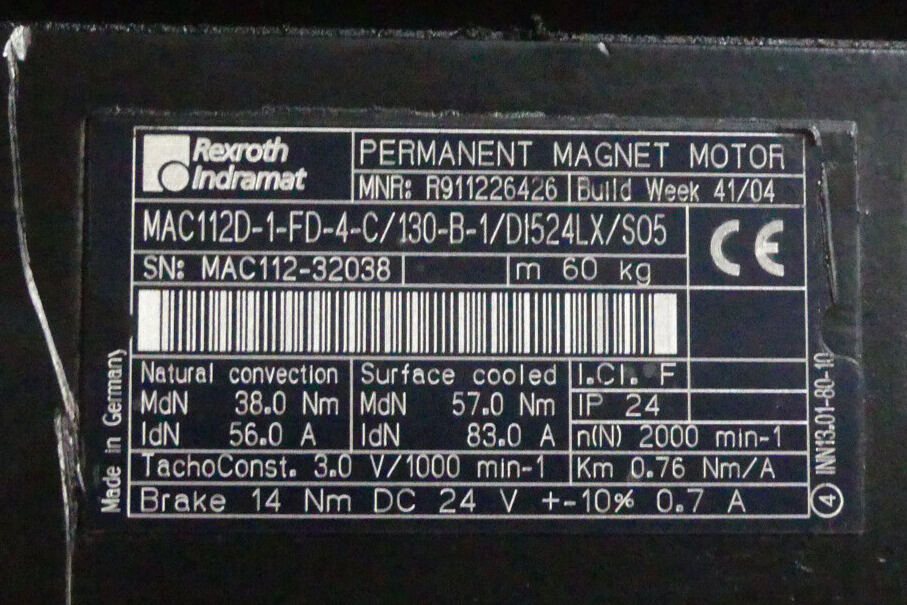 Rexroth
Indramat
PERMANENT MAGNET MOTOR
MNR: R911226426 Build Week 41/04
MAC112D-1-FD-4-C/130-B-1/DI524LX/S05
CE
SN: MAC112-32038 m 60 kg
Natural convection Surface cooled I.Cl. F
MdN 38.0 Nm MdN 57.0 Nm IP 24
IdN 56.0 A IdN 83.0 A n(N) 2000 min-1
TachoConst. 3.0 V/1000 min-1 Km 0.76 Nm/A
Brake 14 Nm DC 24 V +-10% 0.7 A
Made in Germany
4 INN13.01-80-10